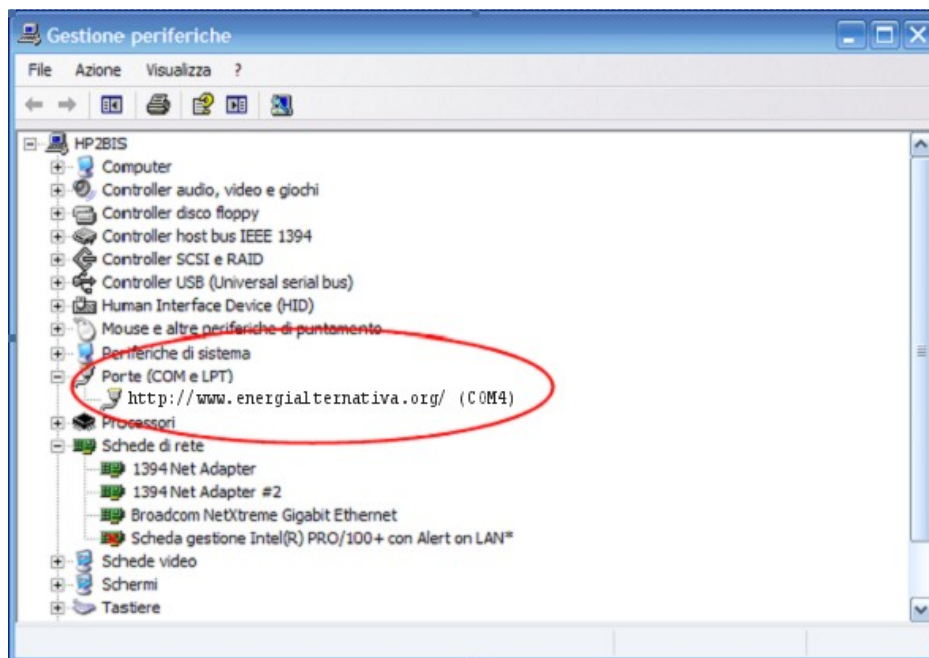 Gestione periferiche
File Azione Visualizza ?
HP2BIS
Computer
Controller audio, video e giochi
Controller disco floppy
Controller host bus IEEE 1394
Controller SCSI e RAID
Controller USB (Universal serial bus)
Human Interface Device (HID)
Mouse e altre periferiche di puntamento
Periferiche di sistema
Porte (COM e LPT)
http://www.energialternativa.org/ (COM4)
Processori
Schede di rete
1394 Net Adapter
1394 Net Adapter #2
Broadcom NetXtreme Gigabit Ethernet
Scheda gestione Intel(R) PRO/100+ con Alert on LAN*
Schede video
Schermi
Tastiere